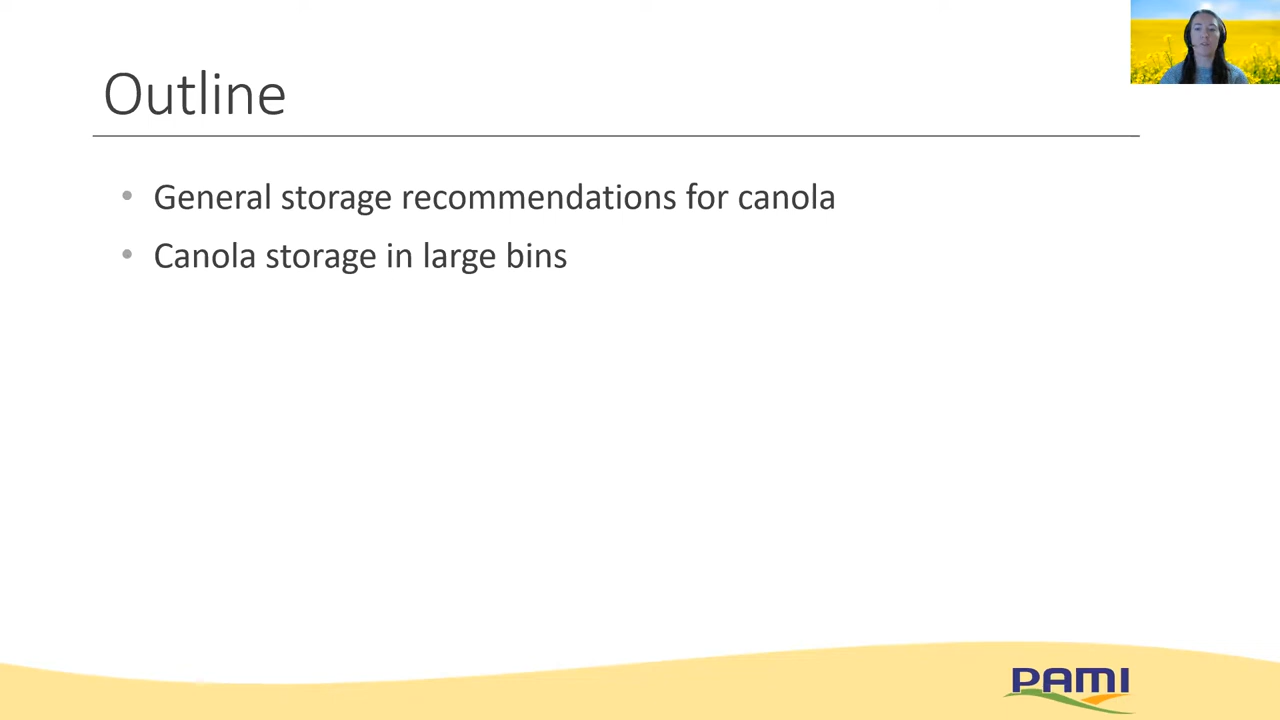 Outline
• General storage recommendations for canola
• Canola storage in large bins
PAMI